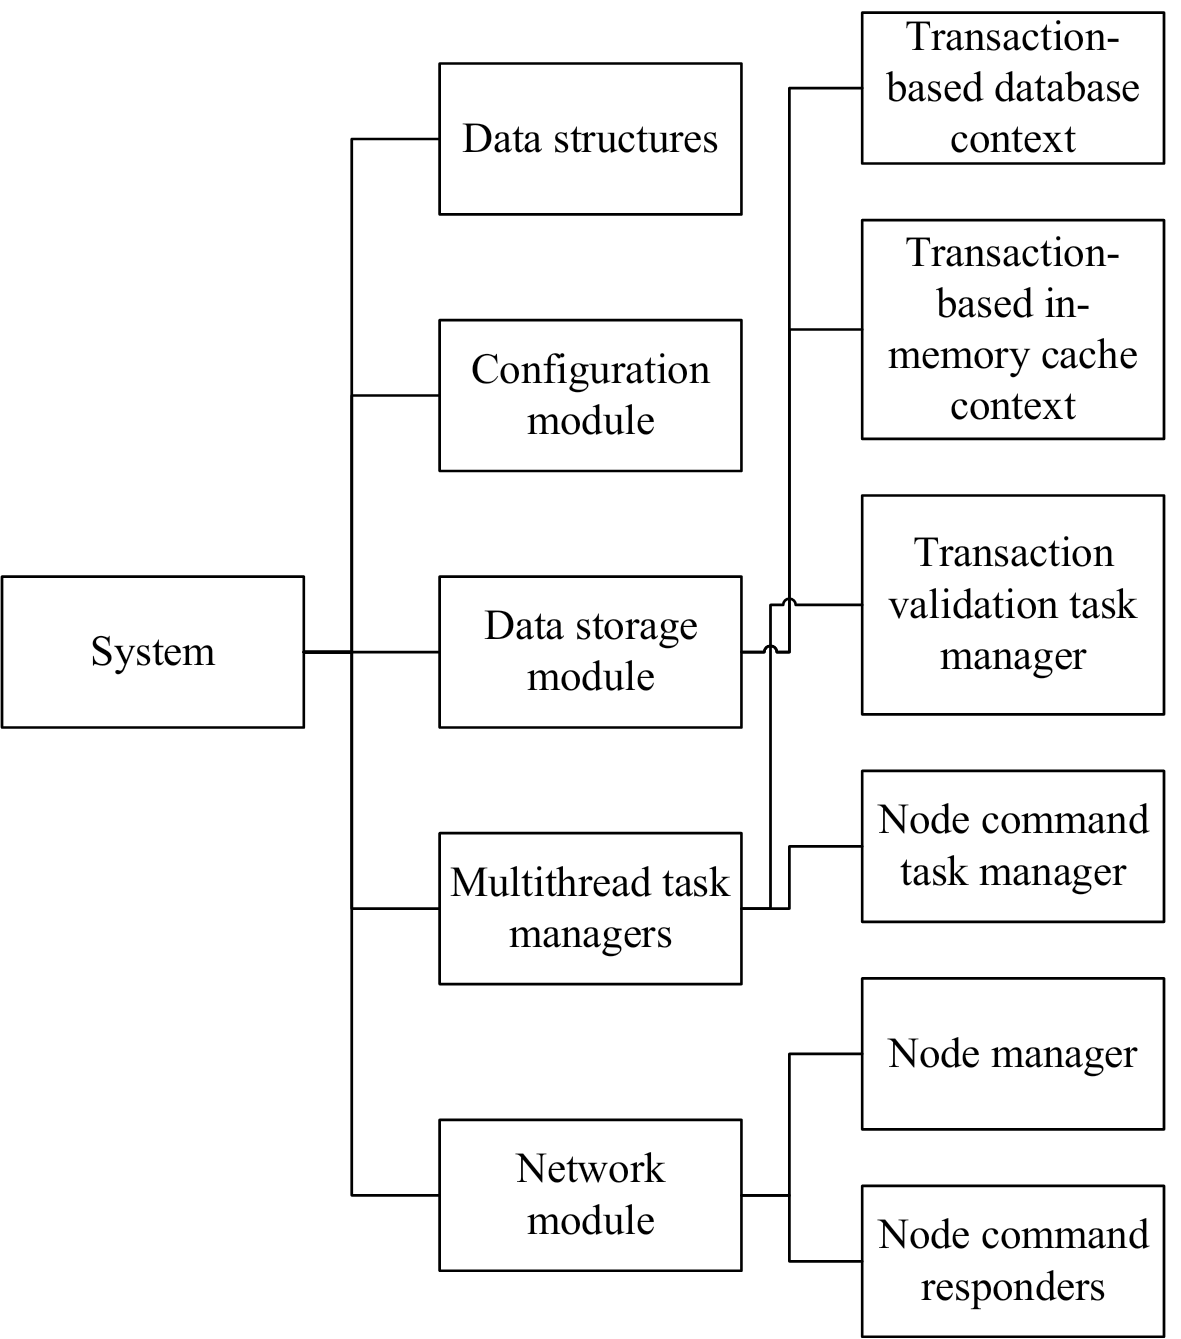 System
Data structures
Configuration
module
Data storage
module
Multithread task
managers
Network
module
Transaction-
based database
context
Transaction-
based in-
memory cache
context
Transaction
validation task
manager
Node command
task manager
Node manager
Node command
responders